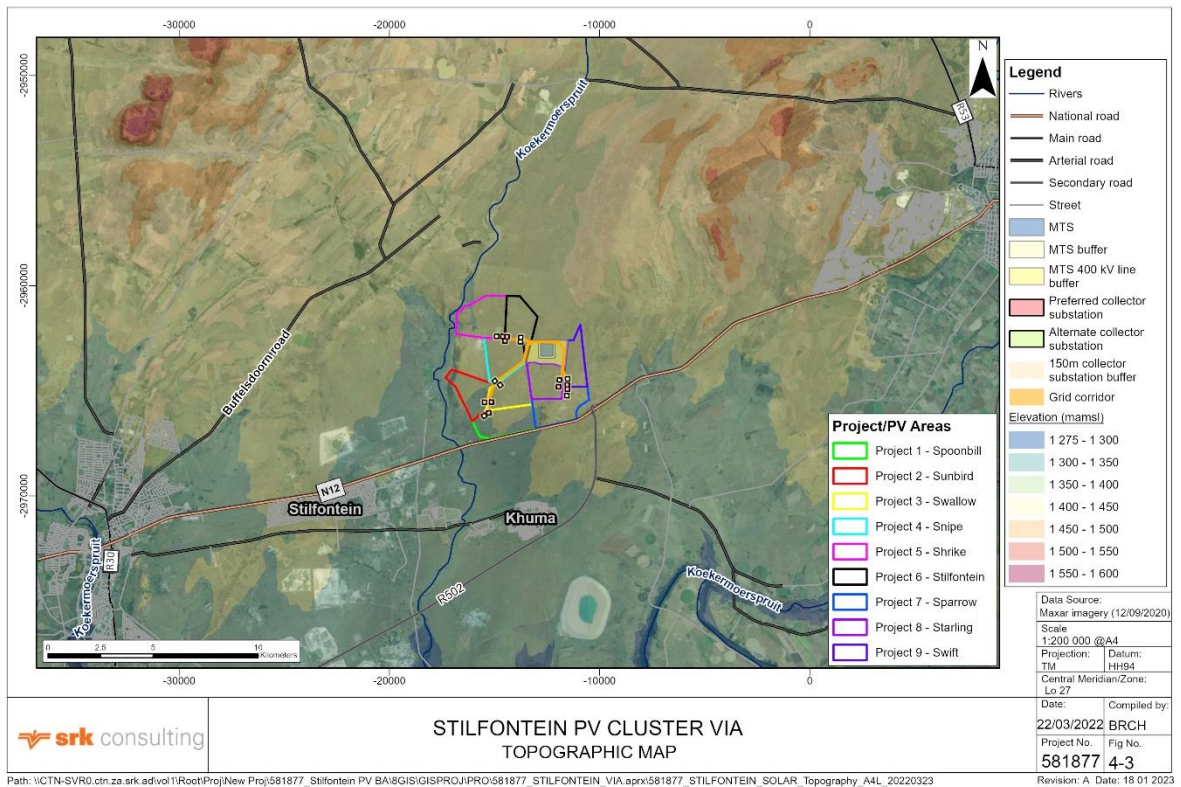 -30000
-20000
-10000
0
-2950000
-2960000
-2970000
N
Koekermoerspruit
R53
Buffelsdoornroad
N12
Stilfontein
Khuma
R30
R502
Koekermoerspruit
Koekermoerspruit
0 2,5 5 10
Kilometers
-30000
-20000
-10000
0
Project/PV Areas
Project 1 - Spoonbill
Project 2 - Sunbird
Project 3 - Swallow
Project 4 - Snipe
Project 5 - Shrike
Project 6 - Stilfontein
Project 7 - Sparrow
Project 8 - Starling
Project 9 - Swift
Legend
Rivers
National road
Main road
Arterial road
Secondary road
Street
MTS
MTS buffer
MTS 400 kV line
buffer
Preferred collector
substation
Alternate collector
substation
150m collector
substation buffer
Grid corridor
Elevation (mamsl)
1 275 - 1 300
1 300 - 1 350
1 350 - 1 400
1 400 - 1 450
1 450 - 1 500
1 500 - 1 550
1 550 - 1 600
Data Source:
Maxar imagery (12/09/2020)
Scale
1:200 000 @A4
Projection:
TM
Datum:
HH94
Central Meridian/Zone:
Lo 27
Date:
22/03/2022
Compiled by:
BRCH
Project No.
581877
Fig No.
4-3
srk consulting
STILFONTEIN PV CLUSTER VIA
TOPOGRAPHIC MAP
Path: \\CTN-SVR0.ctn.za.srk.ad\vol1\Root\Proj\New Proj\581877_Stilfontein PV BA\8GIS\GISPROJ\PRO\581877_STILFONTEIN_VIA.aprx\581877_STILFONTEIN_SOLAR_Topography_A4L_20220323
Revision: A Date: 18 01 2023